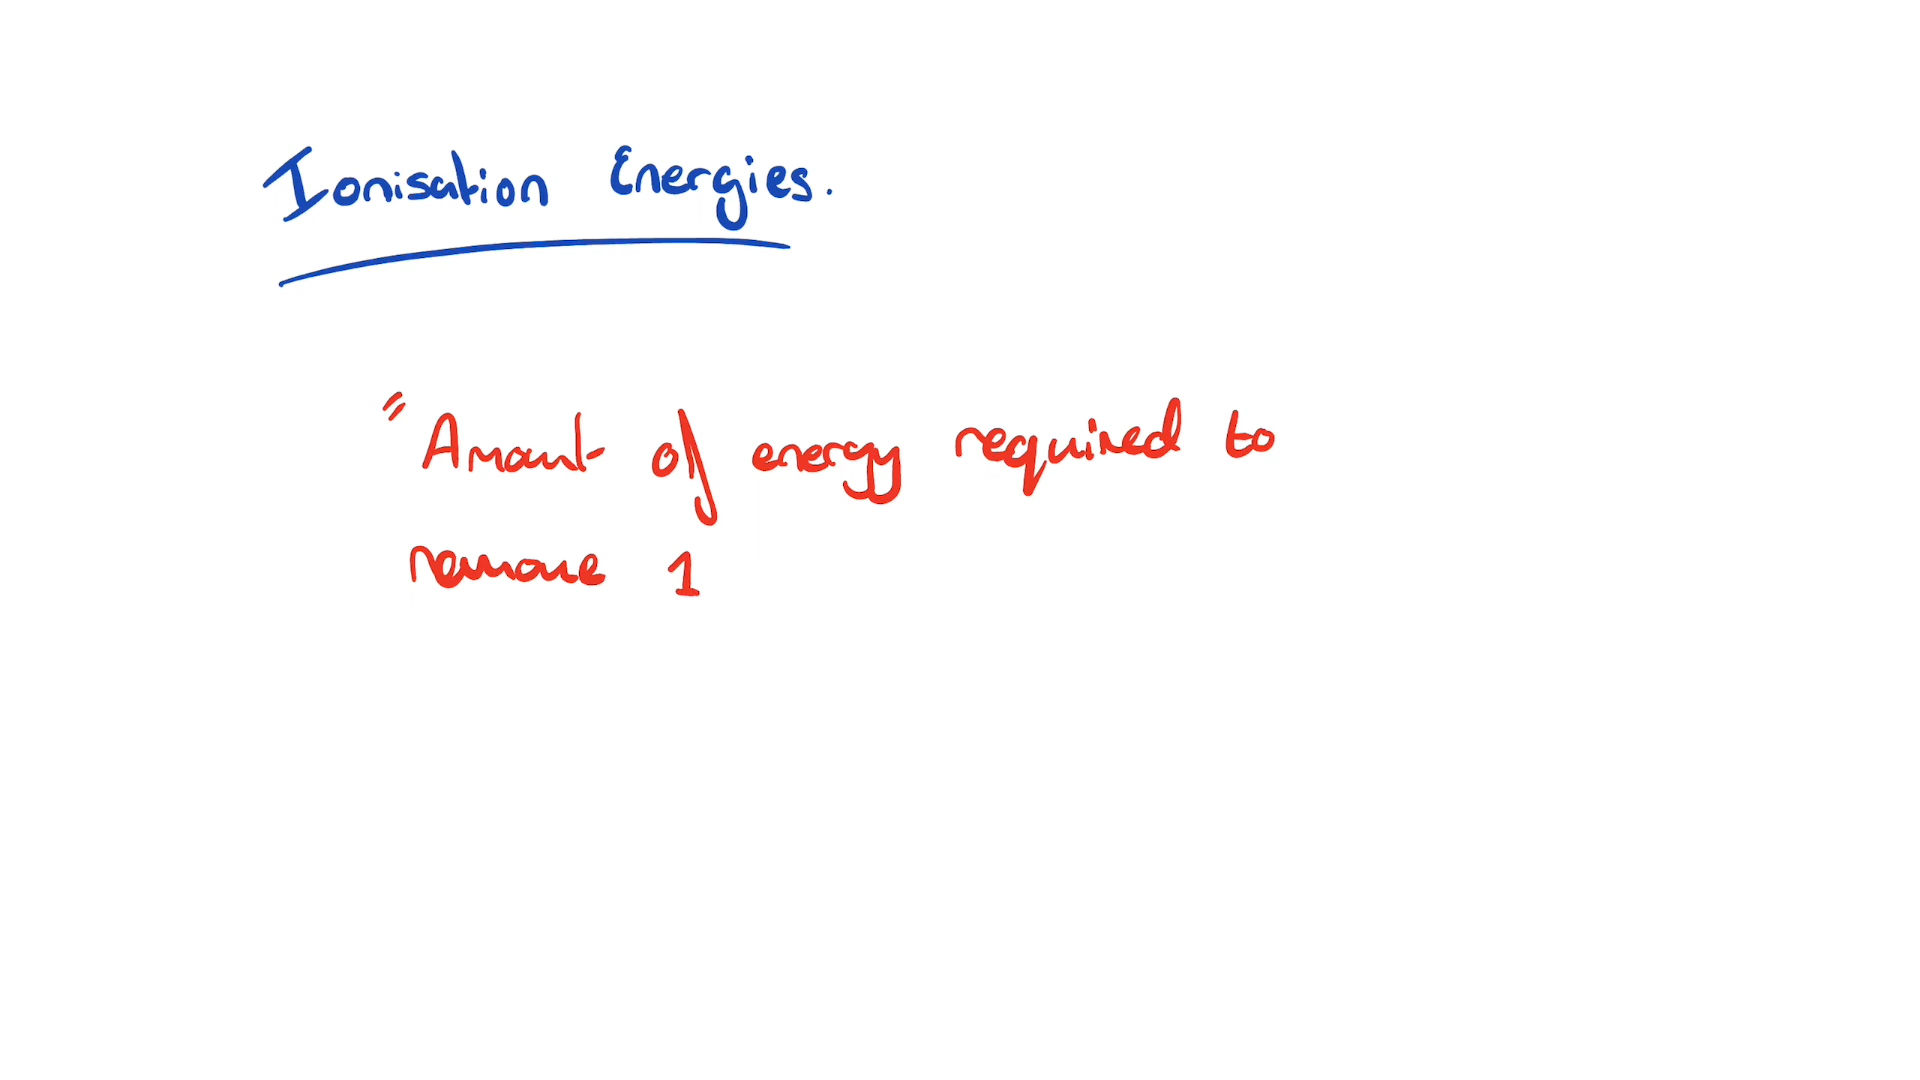 Ionisation Energies.
"Amount of energy required to
remove 1